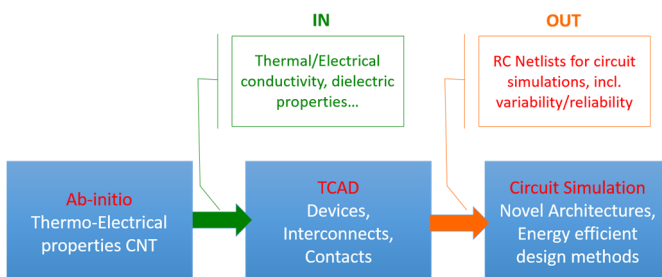 IN
Thermal/Electrical
conductivity, dielectric
properties…
OUT
RC Netlists for circuit
simulations, incl.
variability/reliability
Ab-initio
Thermo-Electrical
properties CNT
TCAD
Devices,
Interconnects,
Contacts
Circuit Simulation
Novel Architectures,
Energy efficient
design methods